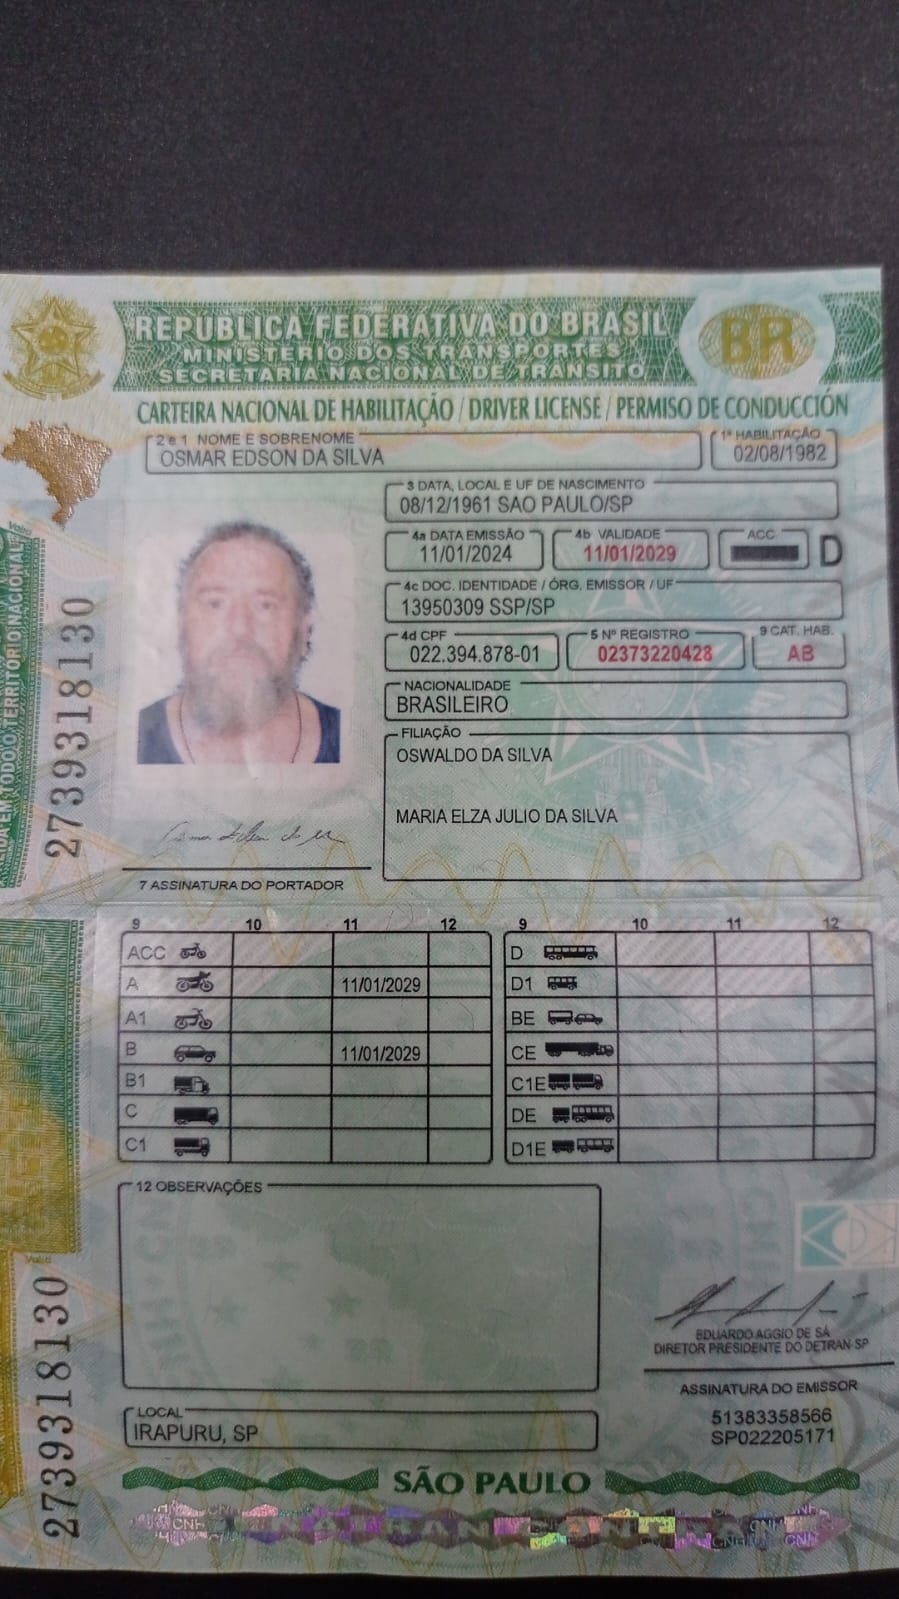 REPÚBLICA FEDERATIVA DO BRASIL
MINISTÉRIO DOS TRANSPORTES
SECRETARIA NACIONAL DE TRÂNSITO
BR
CARTEIRA NACIONAL DE HABILITAÇÃO / DRIVER LICENSE / PERMISO DE CONDUCCIÓN
2 e 1 NOME E SOBRENOME
OSMAR EDSON DA SILVA
1ª HABILITAÇÃO
02/08/1982
3 DATA, LOCAL E UF DE NASCIMENTO
08/12/1961 SAO PAULO/SP
4a DATA EMISSÃO
11/01/2024
4b VALIDADE
11/01/2029
ACC
D
4c DOC. IDENTIDADE / ÓRG. EMISSOR / UF
13950309 SSP/SP
4d CPF
022.394.878-01
5 Nº REGISTRO
02373220428
9 CAT. HAB.
AB
NACIONALIDADE
BRASILEIRO
FILIAÇÃO
OSWALDO DA SILVA
MARIA ELZA JULIO DA SILVA
7 ASSINATURA DO PORTADOR
EM TODO O TERRITÓRIO NACIONAL
2739318130
9 10 11 12
ACC
A 11/01/2029
A1
B 11/01/2029
B1
C
C1
9 10 11 12
D
D1
BE
CE
C1E
DE
D1E
12 OBSERVAÇÕES
EDUARDO AGGIO DE SÁ
DIRETOR PRESIDENTE DO DETRAN-SP
ASSINATURA DO EMISSOR
51383358566
SP022205171
LOCAL
IRAPURU, SP
2739318130
SÃO PAULO